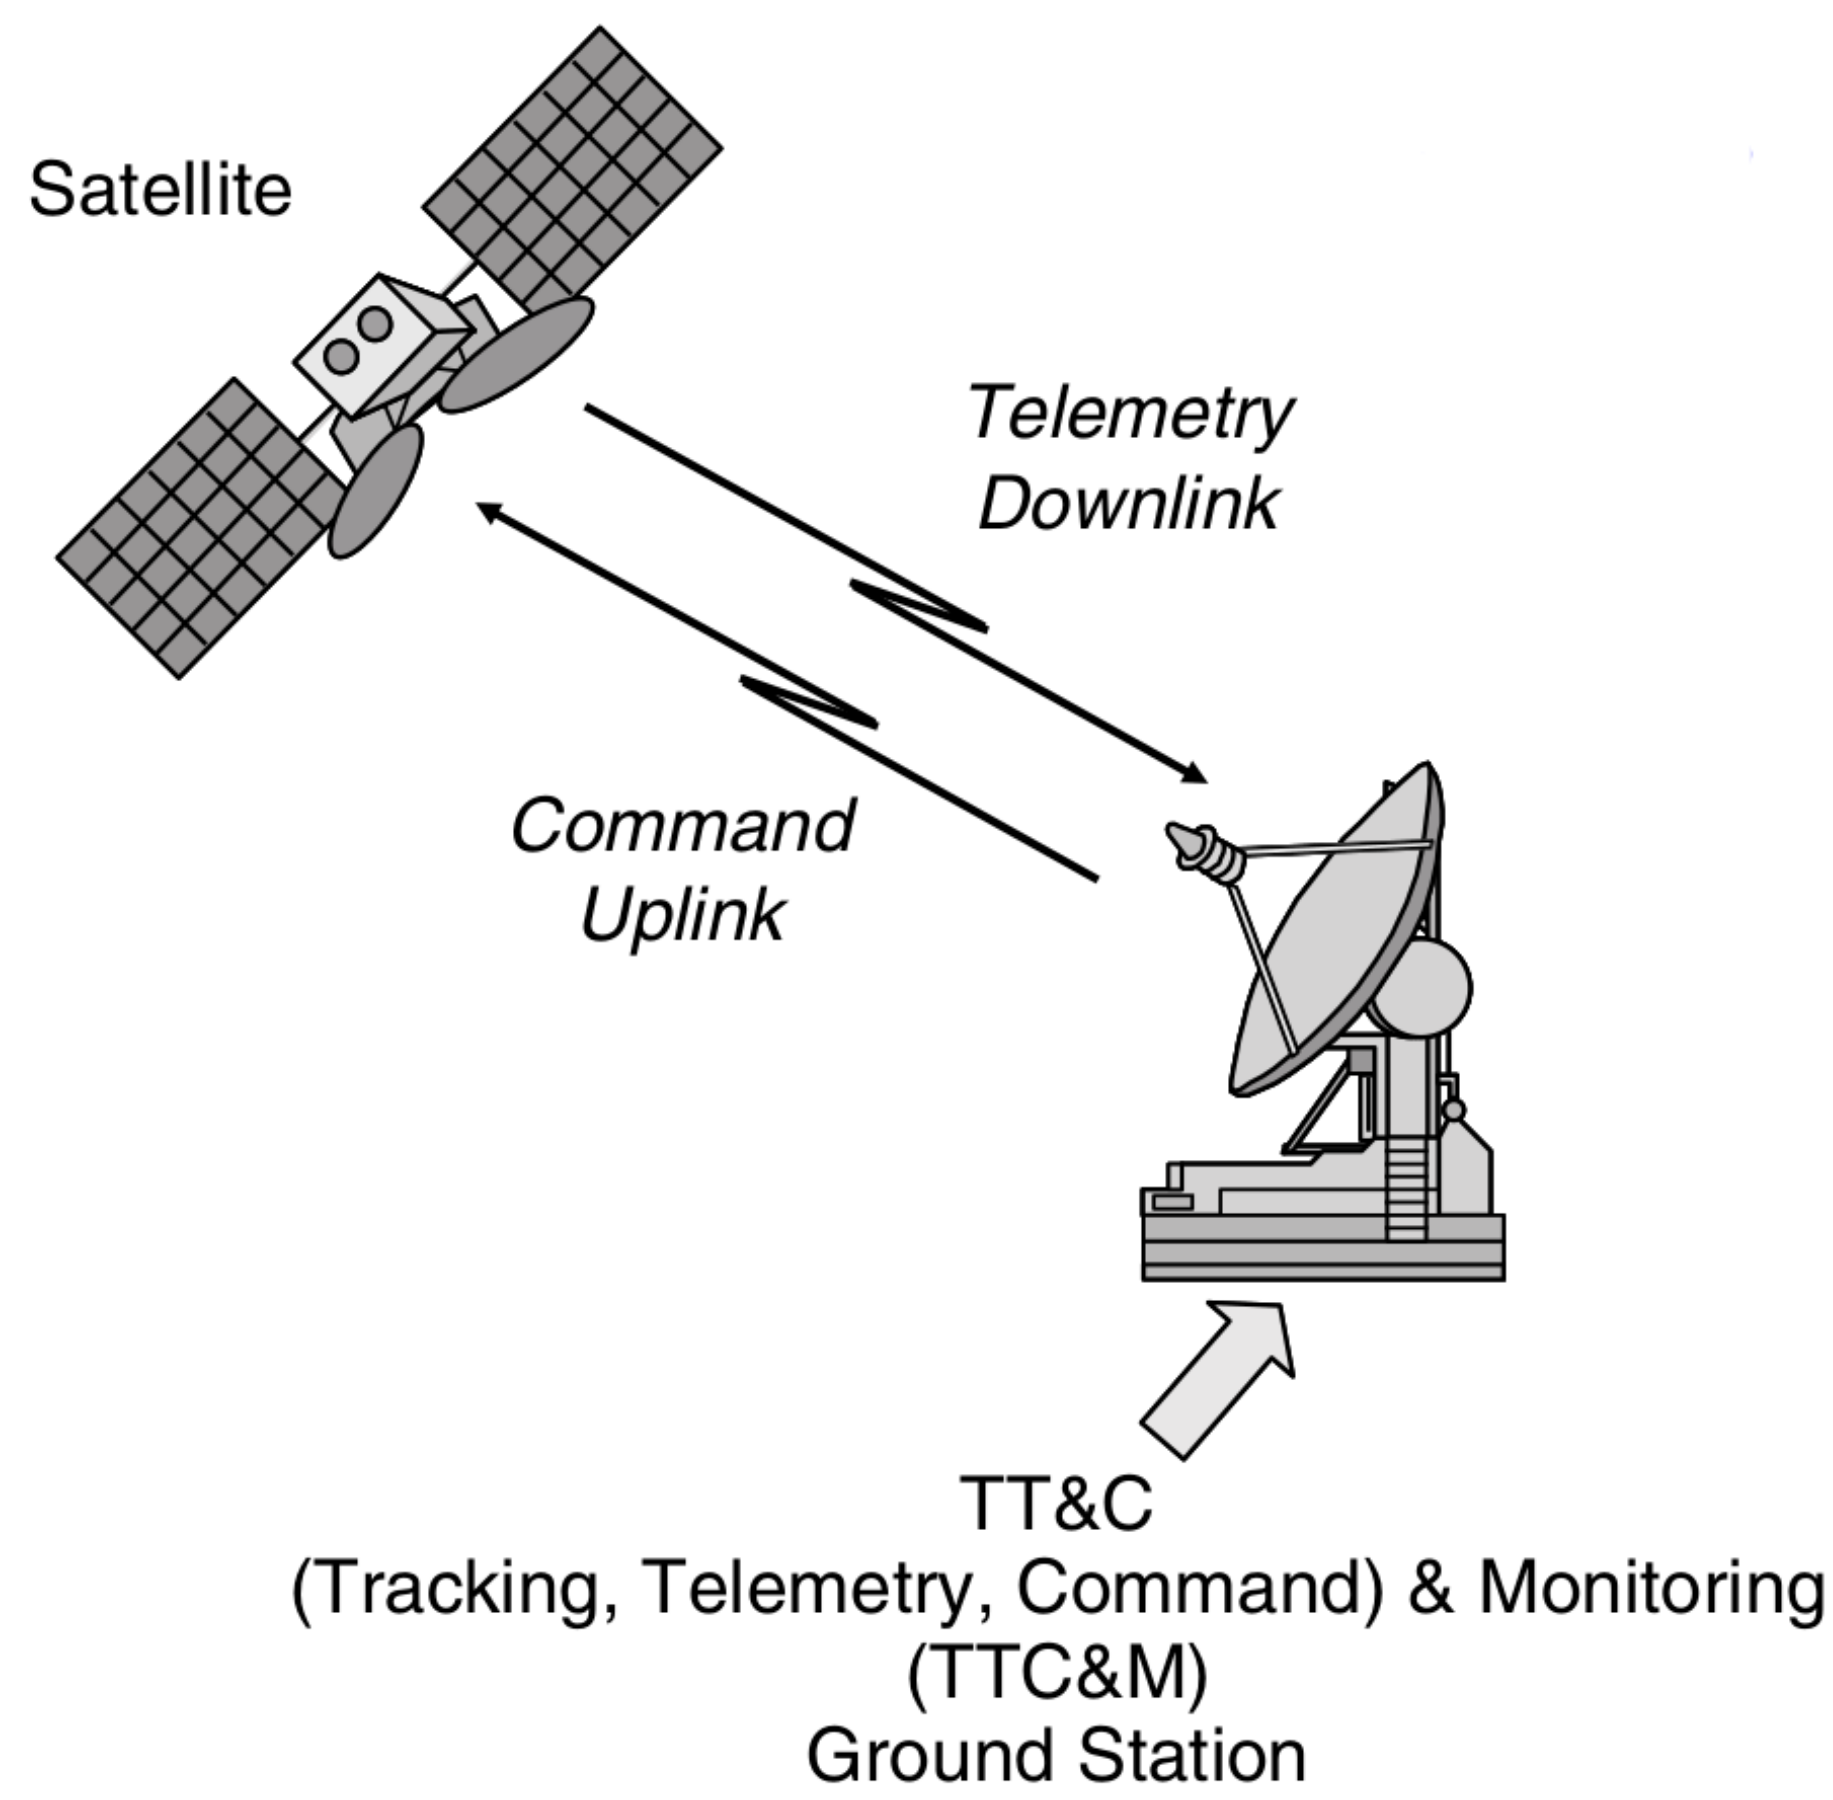 Satellite
Telemetry
Downlink
Command
Uplink
TT&C
(Tracking, Telemetry, Command) & Monitoring
(TTC&M)
Ground Station